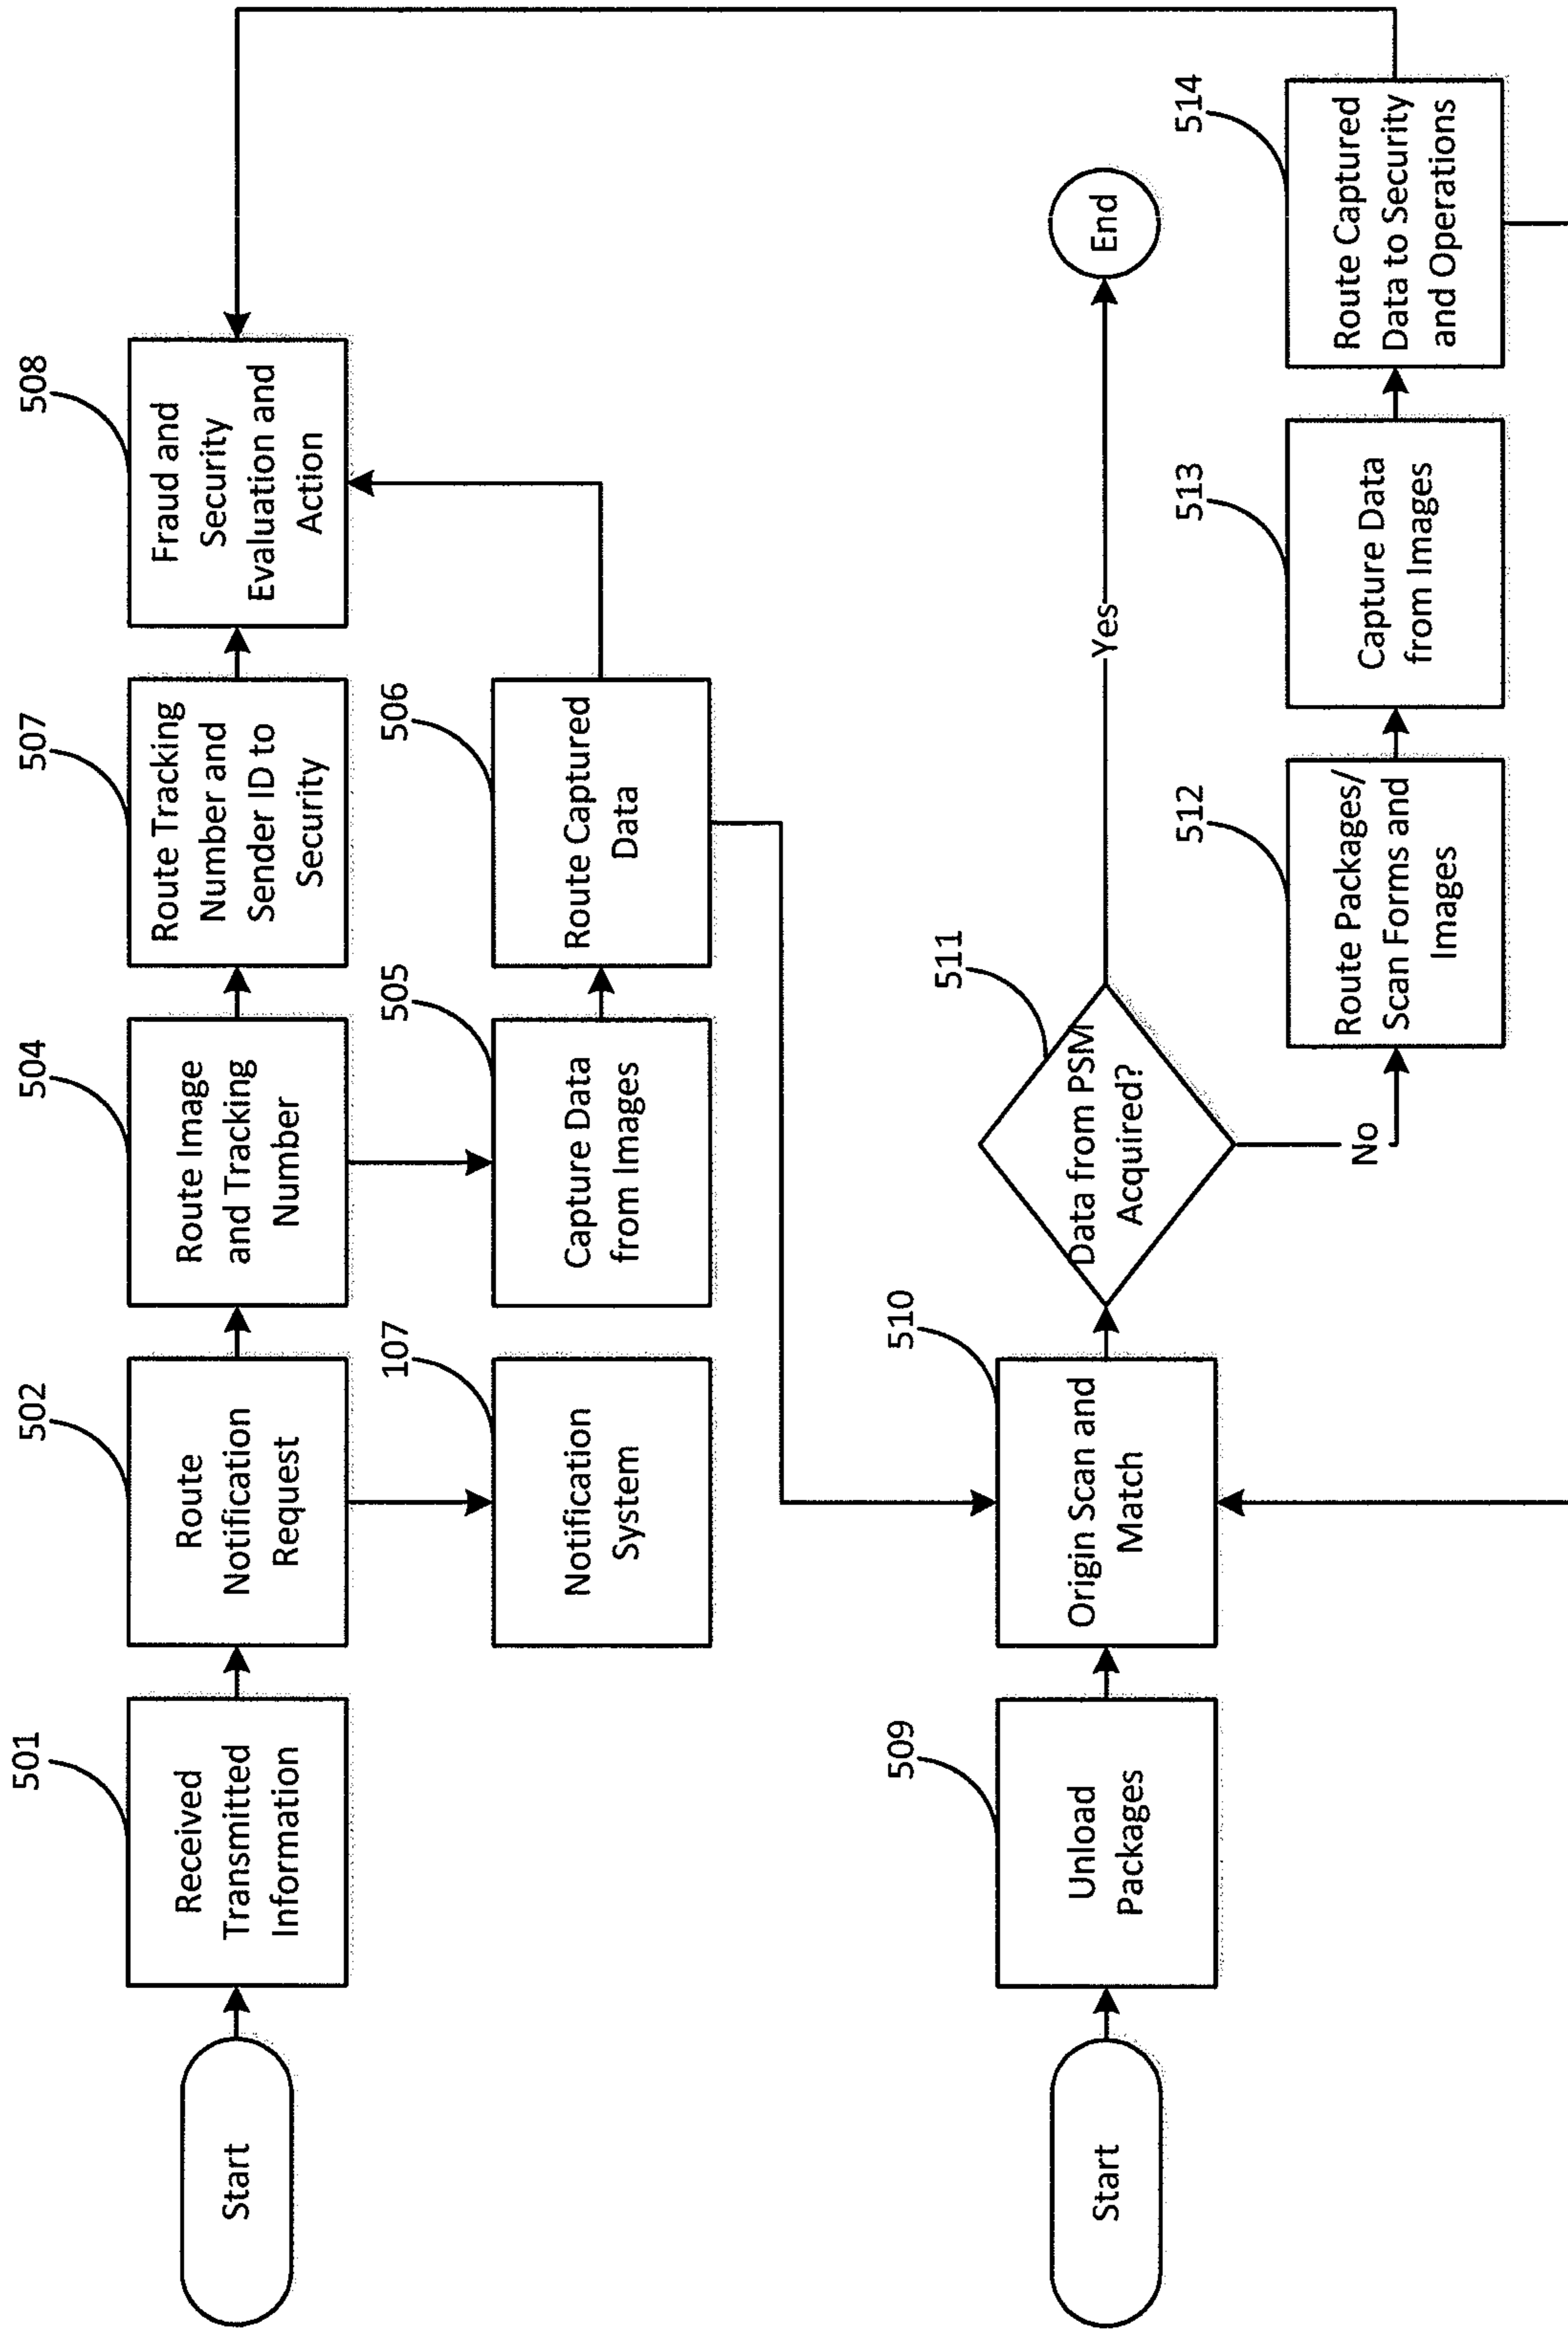 Start
501
Received
Transmitted
Information
502
Route
Notification
Request
504
Route Image
and Tracking
Number
507
Route Tracking
Number and
Sender ID to
Security
508
Fraud and
Security
Evaluation and
Action
107
Notification
System
505
Capture Data
from Images
506
Route Captured
Data
Start
509
Unload
Packages
510
Origin Scan and
Match
511
Data from PSM
Acquired?
Yes
End
No
512
Route Packages/
Scan Forms and
Images
513
Capture Data
from Images
514
Route Captured
Data to Security
and Operations